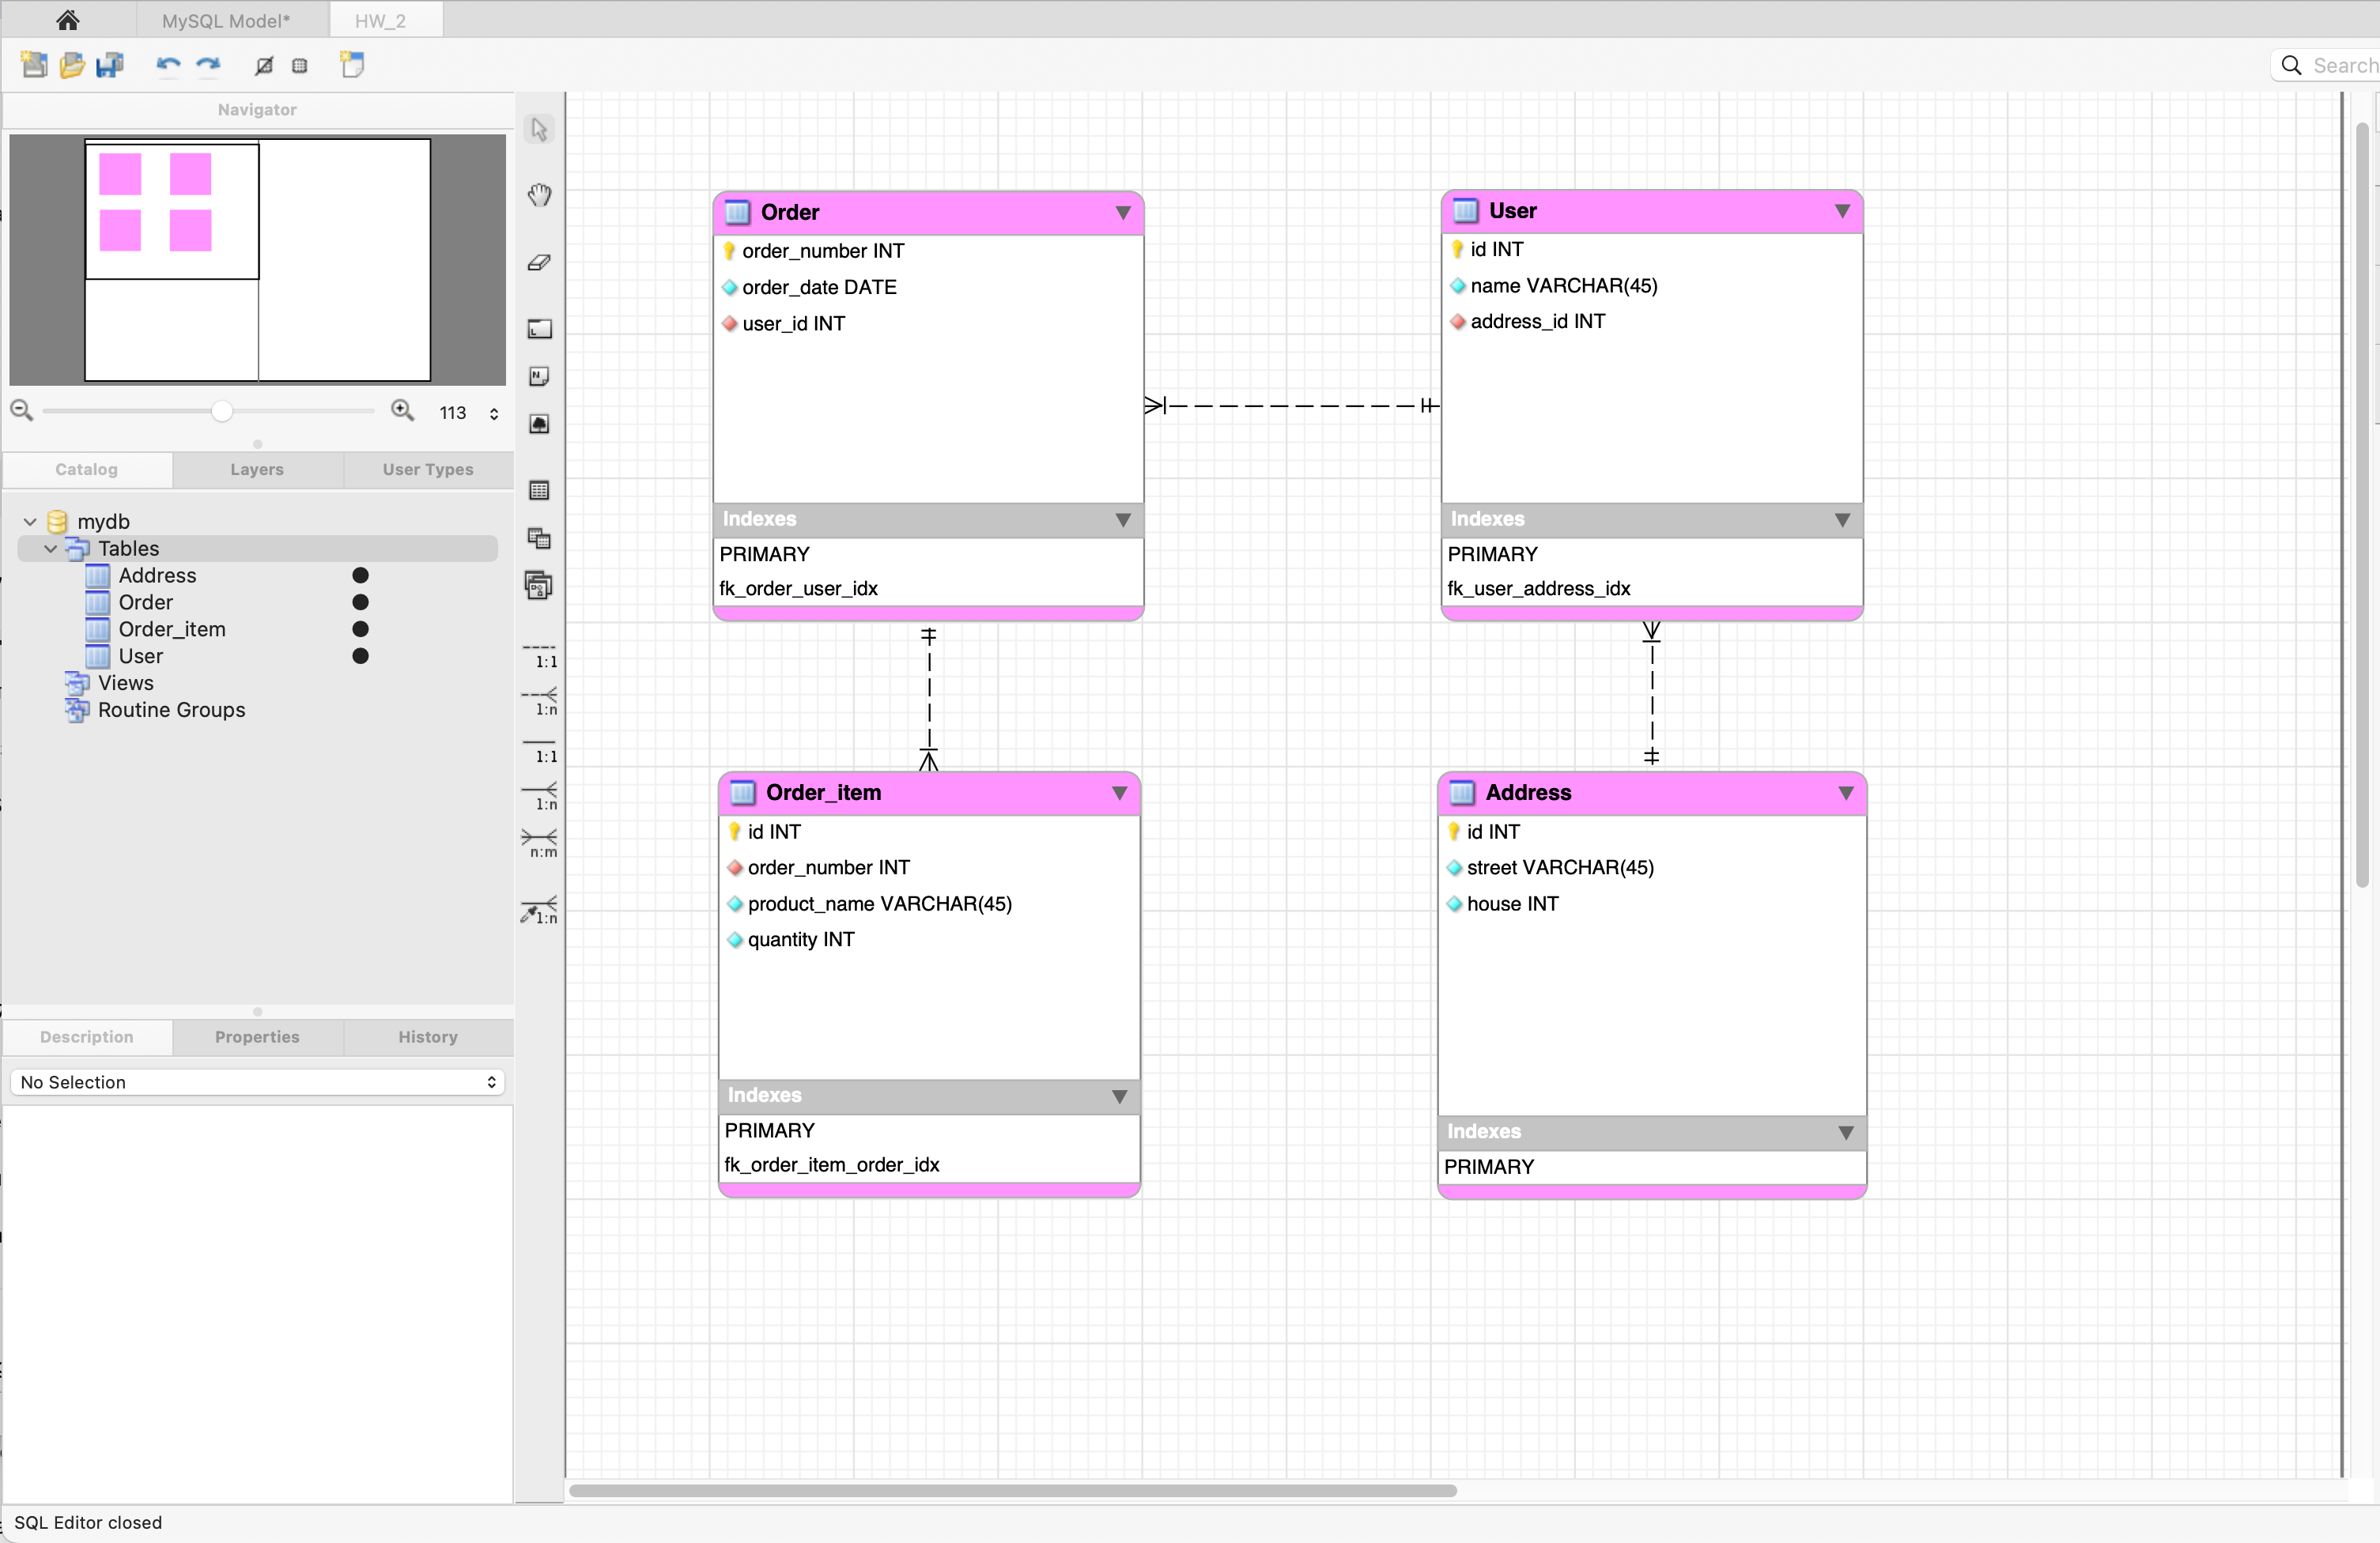 MySQL Model*
HW_2
Search
Navigator
113
Catalog
Layers
User Types
mydb
Tables
Address
Order
Order_item
User
Views
Routine Groups
Description
Properties
History
No Selection
1:1
1:n
1:1
1:n
n:m
1:n
Order
order_number INT
order_date DATE
user_id INT
Indexes
PRIMARY
fk_order_user_idx
User
id INT
name VARCHAR(45)
address_id INT
Indexes
PRIMARY
fk_user_address_idx
Order_item
id INT
order_number INT
product_name VARCHAR(45)
quantity INT
Indexes
PRIMARY
fk_order_item_order_idx
Address
id INT
street VARCHAR(45)
house INT
Indexes
PRIMARY
SQL Editor closed